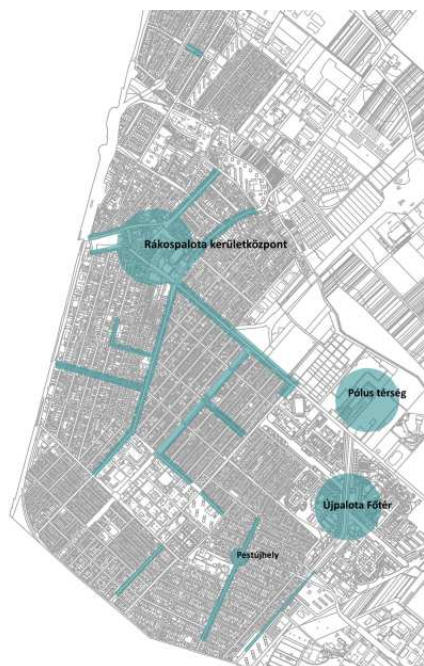 Rákospalota kerületközpont
Pólus térség
Újpalota Főtér
Pestújhely